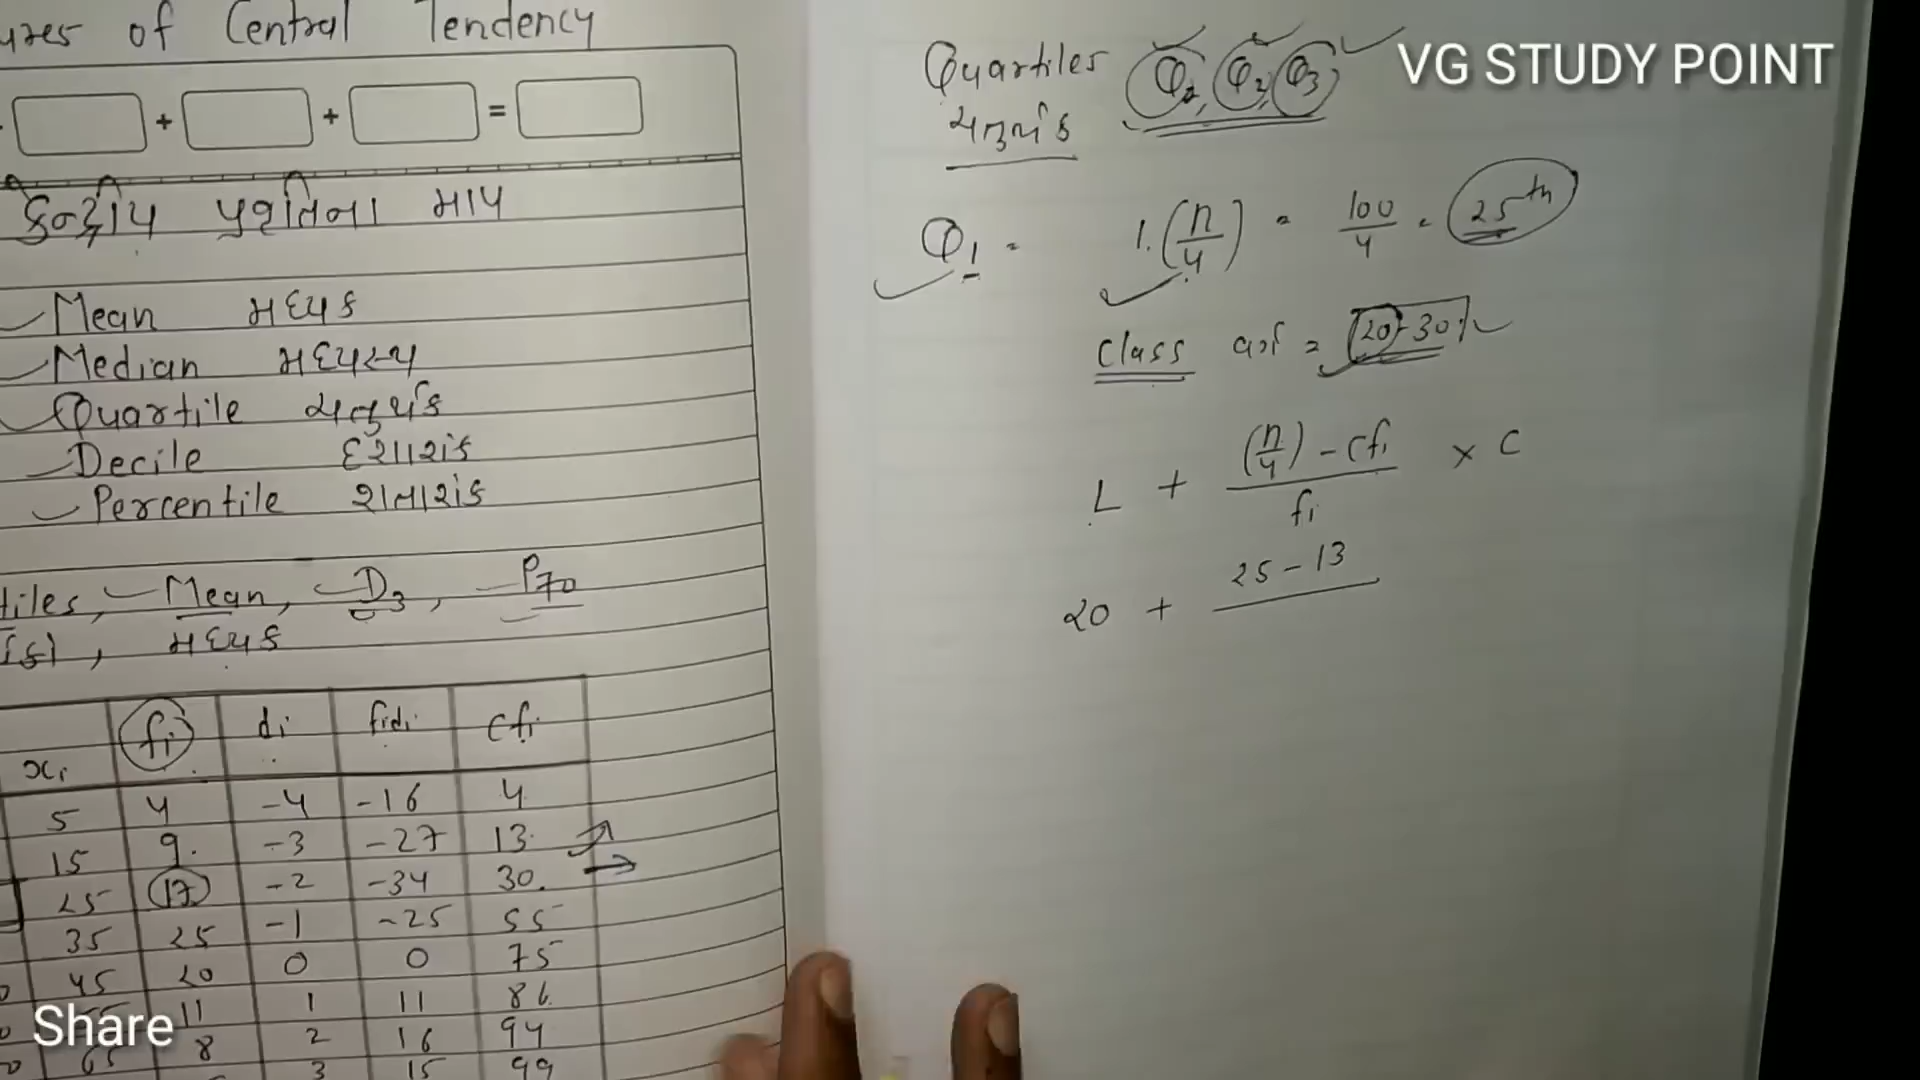 of Central Tendency
+ + =
માપ
Mean મધ્યક
Median મધ્યસ્થ
Quartile ચતુર્થક
Decile દશાંશક
Percentile શતાંશક
Mean, D3, P70
મધ્યક
xi fi di fidi cfi
5 4 -4 -16 4
15 9 -3 -27 13
25 17 -2 -34 30
35 25 -1 -25 55
45 20 0 0 75
11 1 11 86
65 8 2 16 94
3 15 99
Share
VG STUDY POINT
Quartiles Q1, Q2, Q3
Q1 = 1.(n/4) = 100/4 = 25th
Class વર્ગ = 20-30
L + (n/4) - cfi / fi × C
20 + 25 - 13